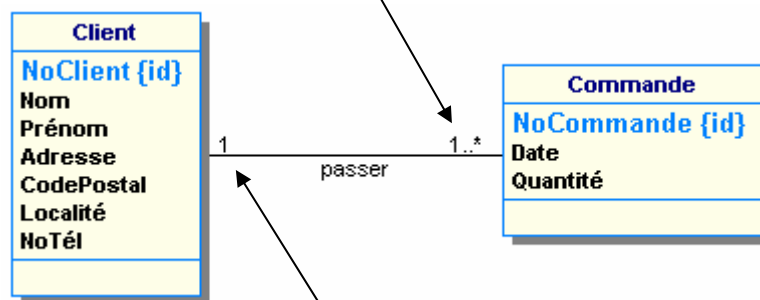 Client
NoClient {id}
Nom
Prénom
Adresse
CodePostal
Localité
NoTél
1
passer
1..*
Commande
NoCommande {id}
Date
Quantité